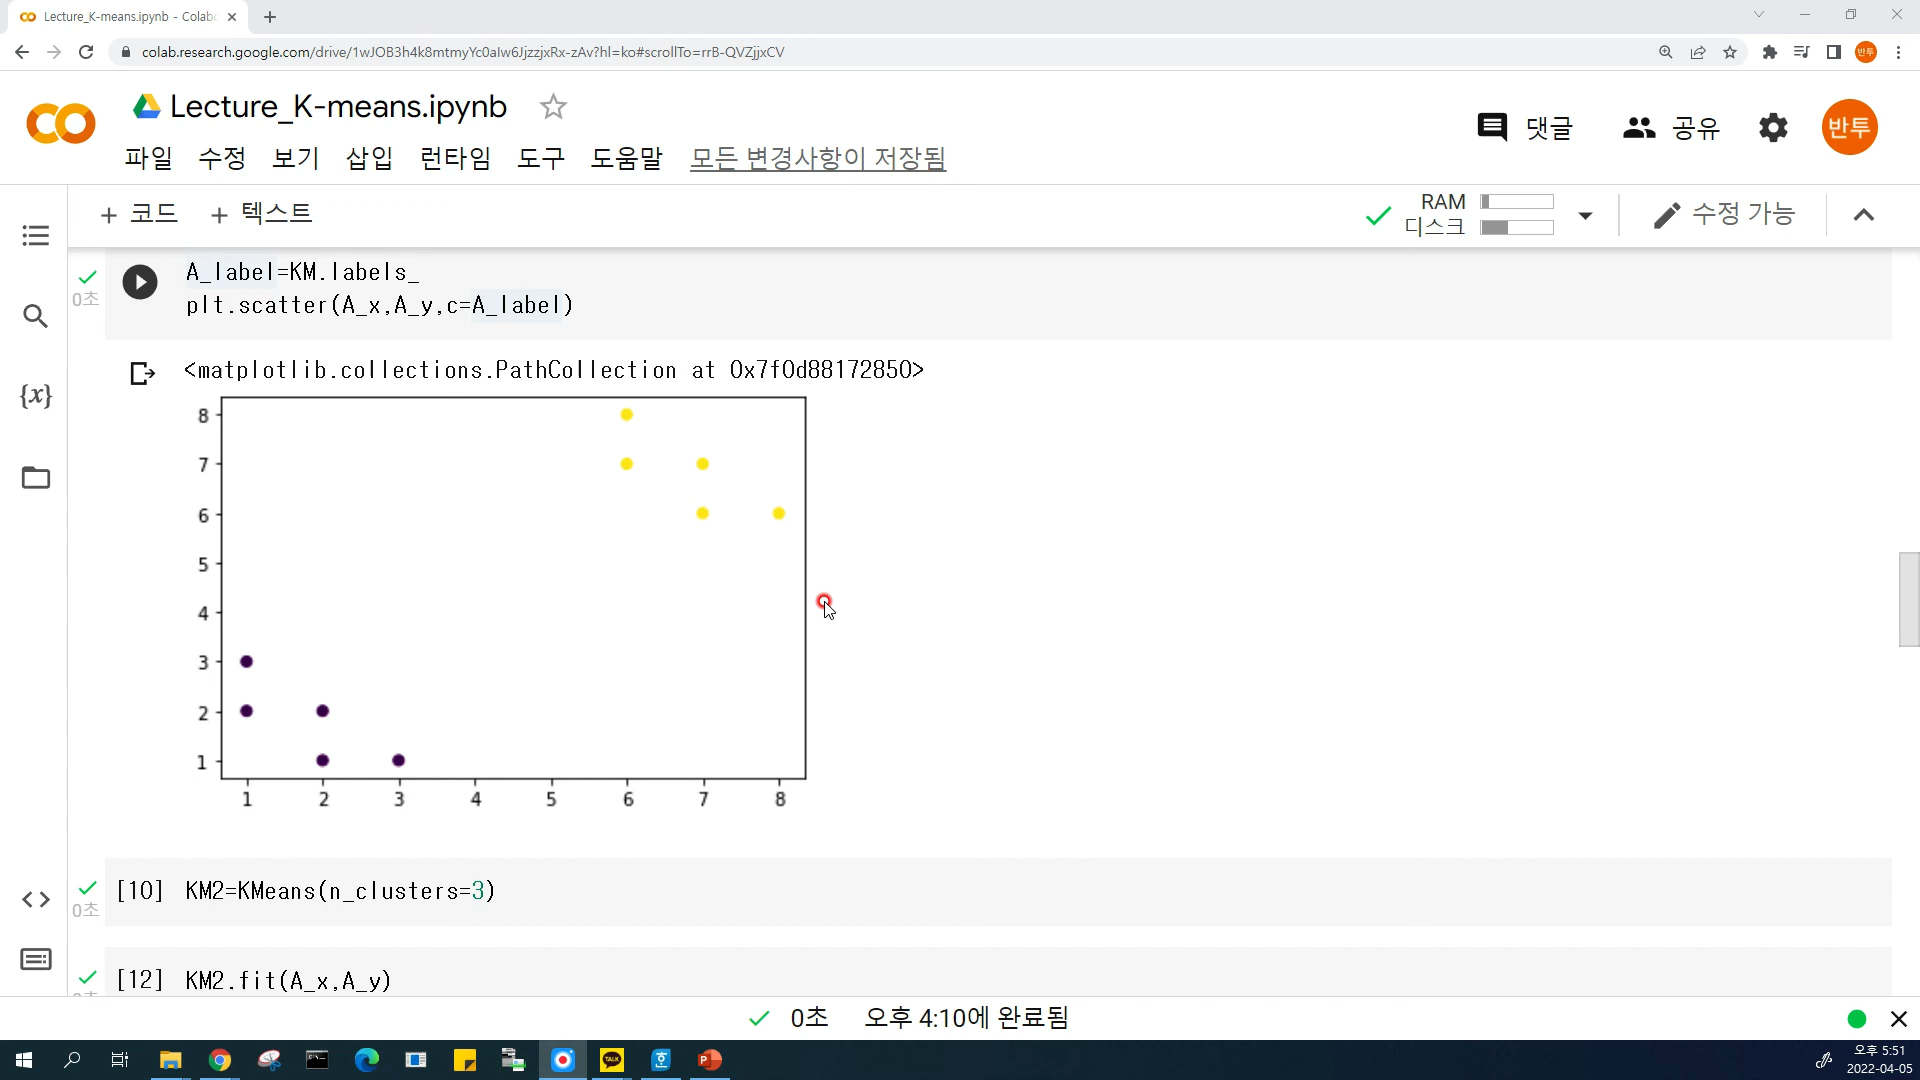 Lecture_K-means.ipynb - Colabo
colab.research.google.com/drive/1wJOB3h4k8mtmyYc0aIw6JjzzjxRx-zAv?hl=ko#scrollTo=rrB-QVZjjxCV
반투
Lecture_K-means.ipynb
댓글
공유
반투
파일 수정 보기 삽입 런타임 도구 도움말 모든 변경사항이 저장됨
+ 코드 + 텍스트
RAM
디스크
수정 가능
{x}
0초
A_label=KM.labels_
plt.scatter(A_x,A_y,c=A_label)
<matplotlib.collections.PathCollection at 0x7f0d88172850>
8
7
6
5
4
3
2
1
1 2 3 4 5 6 7 8
[10] KM2=KMeans(n_clusters=3)
0초
[12] KM2.fit(A_x,A_y)
0초 오후 4:10에 완료됨
TALK
오후 5:51
2022-04-05